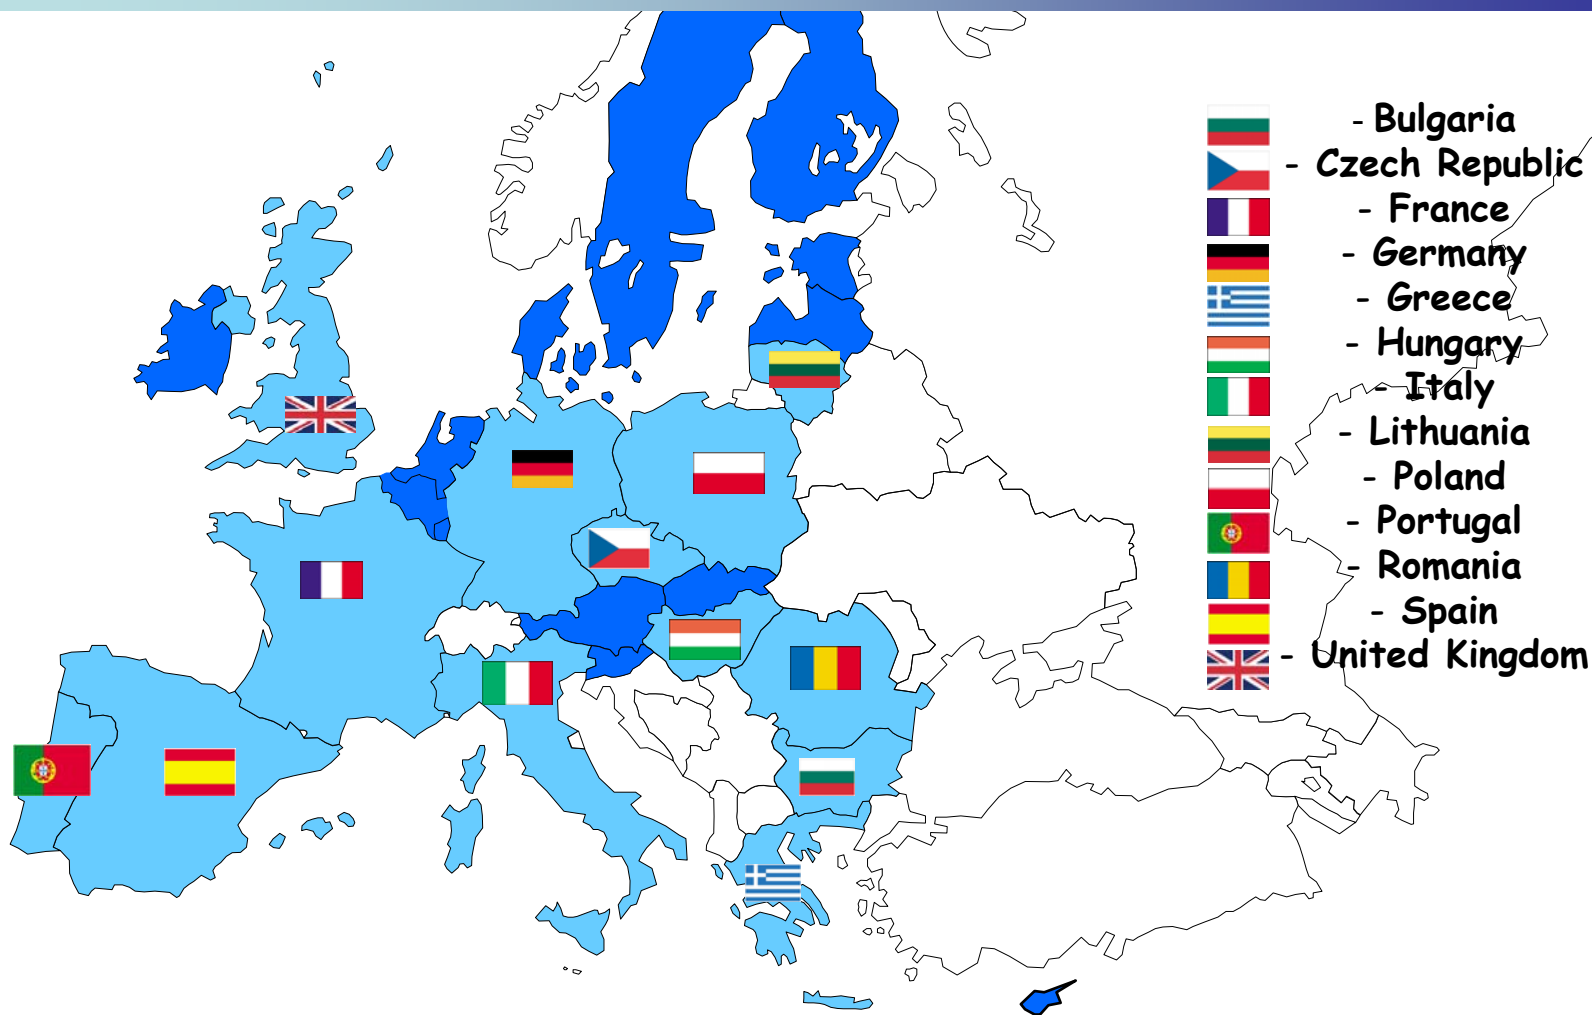 - Bulgaria
- Czech Republic
- France
- Germany
- Greece
- Hungary
- Italy
- Lithuania
- Poland
- Portugal
- Romania
- Spain
- United Kingdom